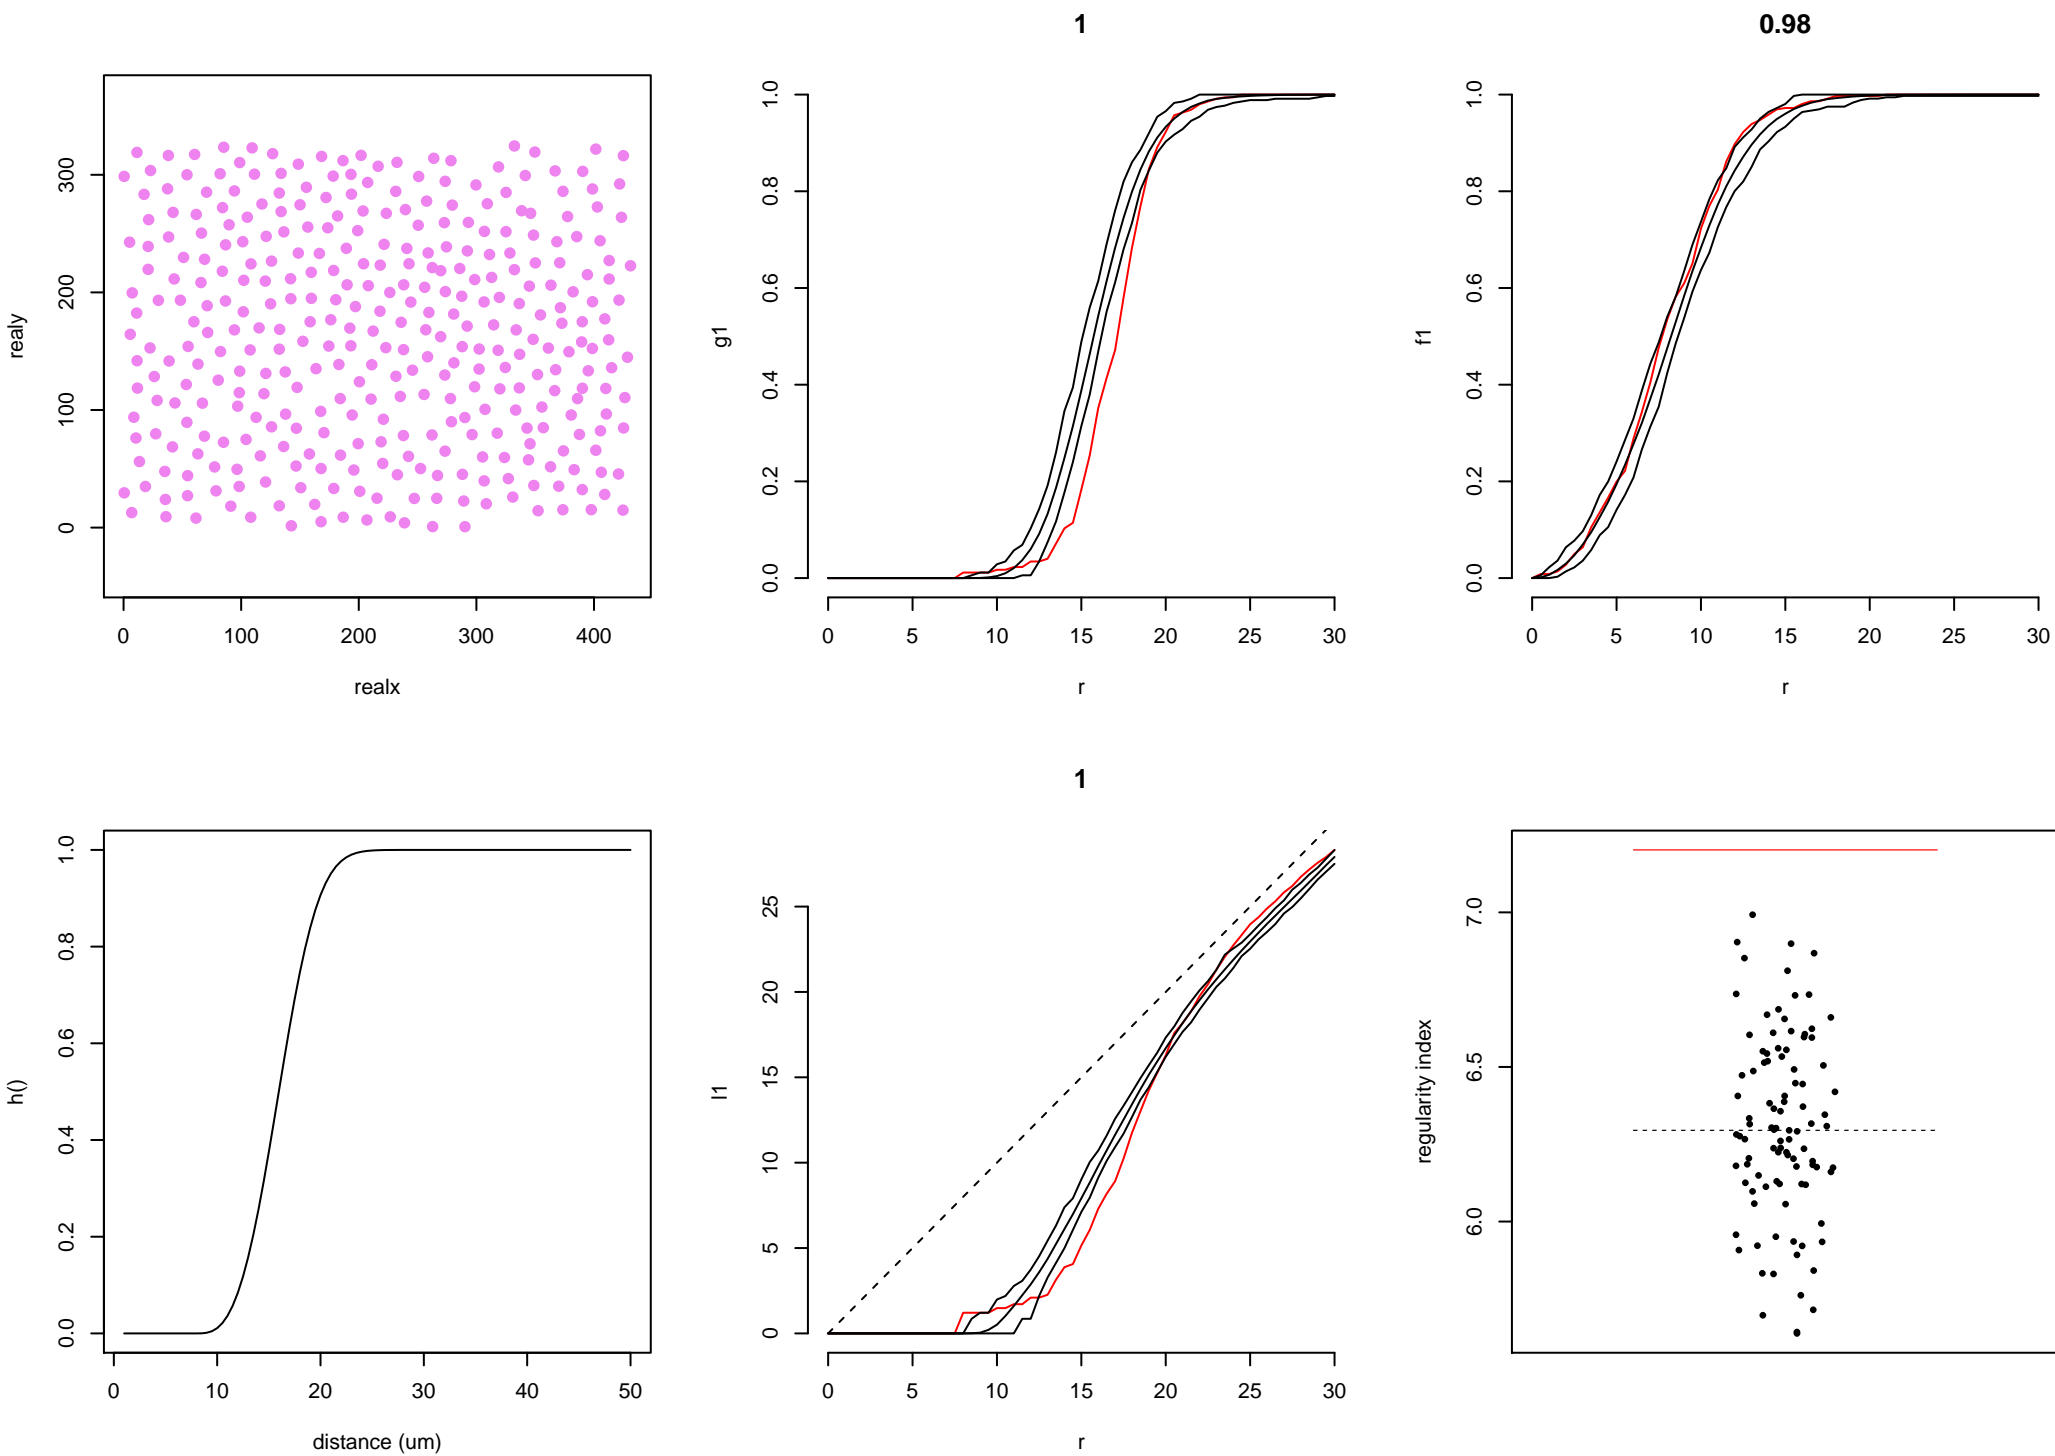 1
0.98
realy
0 100 200 300
0 100 200 300 400
realx
g1
0.0 0.2 0.4 0.6 0.8 1.0
0 5 10 15 20 25 30
r
f1
0.0 0.2 0.4 0.6 0.8 1.0
0 5 10 15 20 25 30
r
h()
0.0 0.2 0.4 0.6 0.8 1.0
0 10 20 30 40 50
distance (um)
1
l1
0 5 10 15 20 25
0 5 10 15 20 25 30
r
regularity index
6.0 6.5 7.0